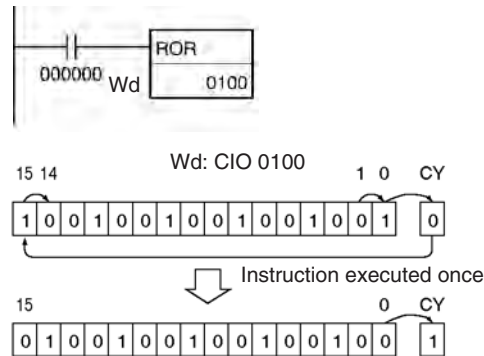 ROR
000000 Wd 0100
Wd: CIO 0100
15 14 1 0 CY
1 0 0 1 0 0 1 0 0 1 0 0 1 0 0 1 0
Instruction executed once
15 0 CY
0 1 0 0 1 0 0 1 0 0 1 0 0 1 0 0 1